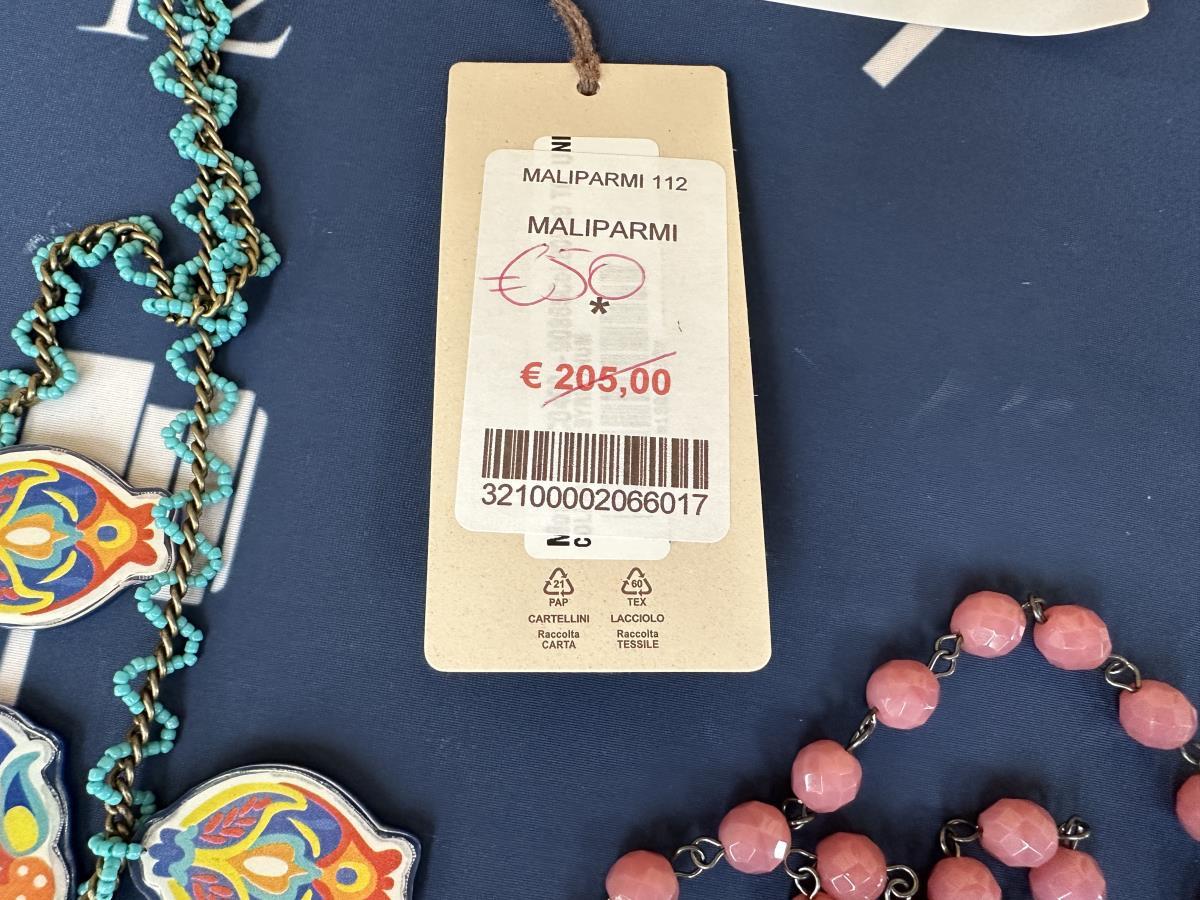 MALIPARMI 112
MALIPARMI
€50
*
€ 205,00
32100002066017
21 60
PAP TEX
CARTELLINI LACCIOLO
Raccolta Raccolta
CARTA TESSILE